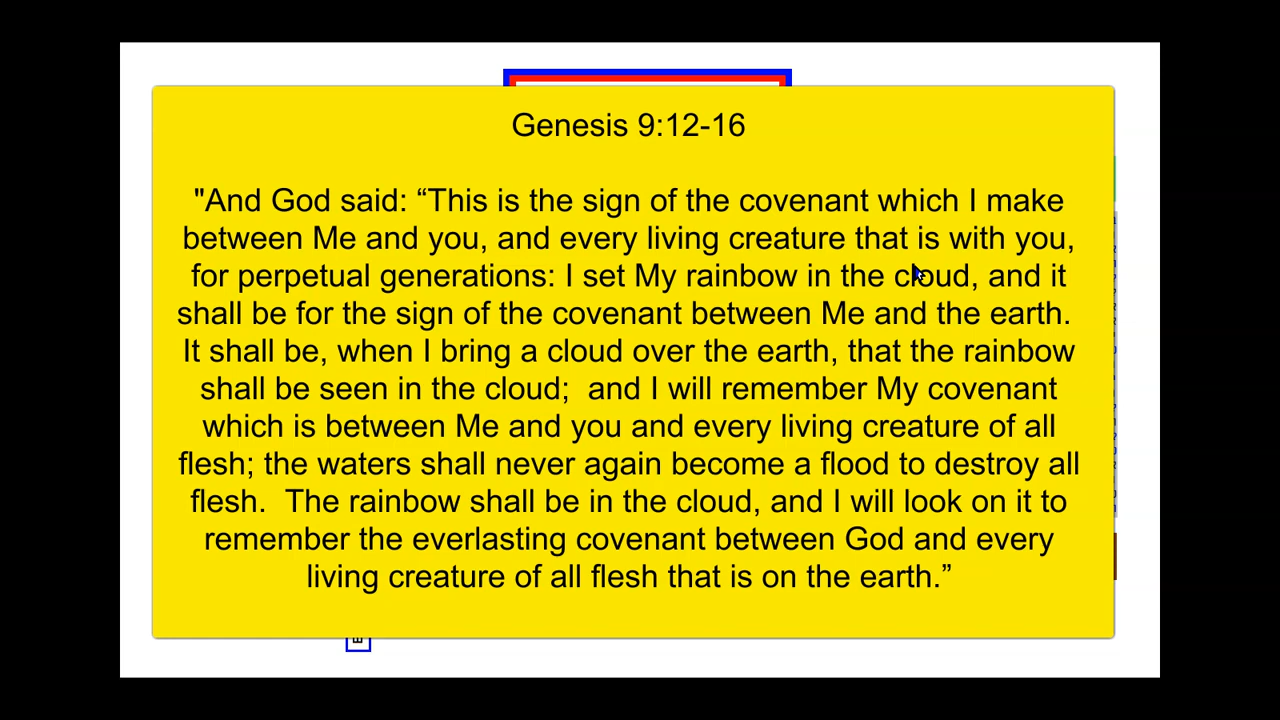 Genesis 9:12-16
"And God said: “This is the sign of the covenant which I make
between Me and you, and every living creature that is with you,
for perpetual generations: I set My rainbow in the cloud, and it
shall be for the sign of the covenant between Me and the earth.
It shall be, when I bring a cloud over the earth, that the rainbow
shall be seen in the cloud;  and I will remember My covenant
which is between Me and you and every living creature of all
flesh; the waters shall never again become a flood to destroy all
flesh.  The rainbow shall be in the cloud, and I will look on it to
remember the everlasting covenant between God and every
living creature of all flesh that is on the earth.”